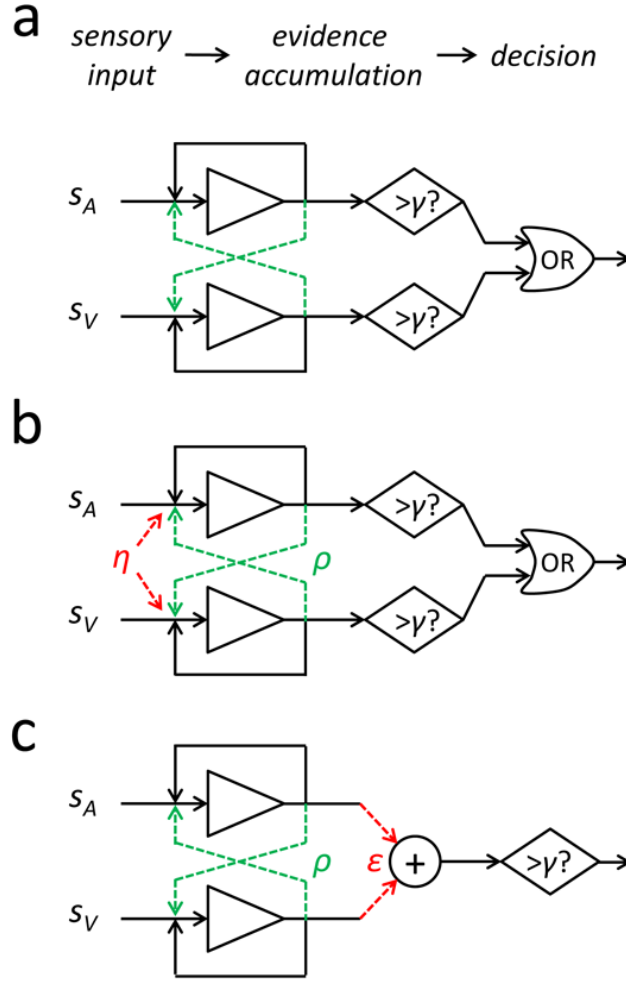 a
sensory input → evidence accumulation → decision
s_A
>γ?
OR
s_V
>γ?
b
s_A
>γ?
η
ρ
OR
s_V
>γ?
c
s_A
ρ
ε
+
>γ?
s_V